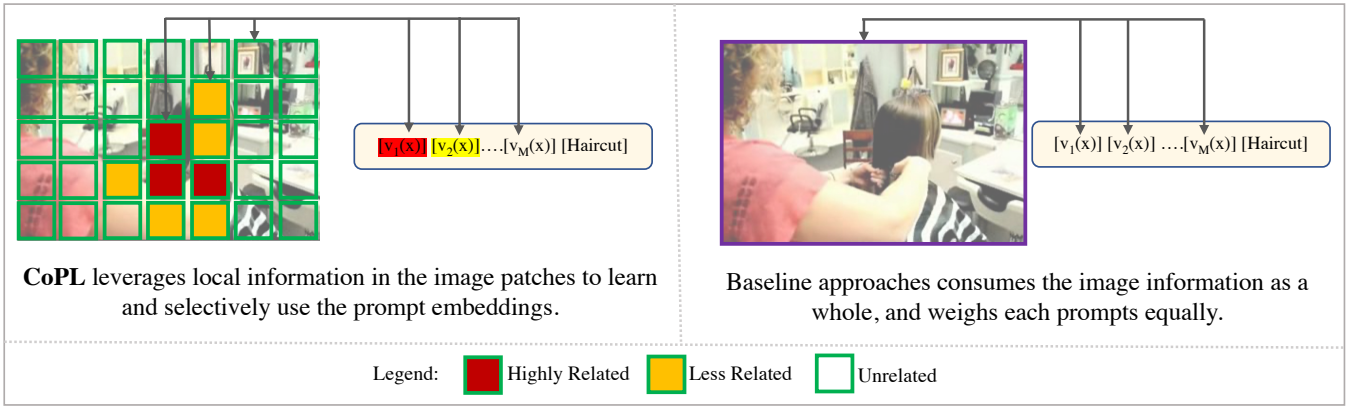 [v1(x)] [v2(x)]….[vM(x)] [Haircut]
CoPL leverages local information in the image patches to learn
and selectively use the prompt embeddings.
[v1(x)] [v2(x)] ….[vM(x)] [Haircut]
Baseline approaches consumes the image information as a
whole, and weighs each prompts equally.
Legend: Highly Related Less Related Unrelated